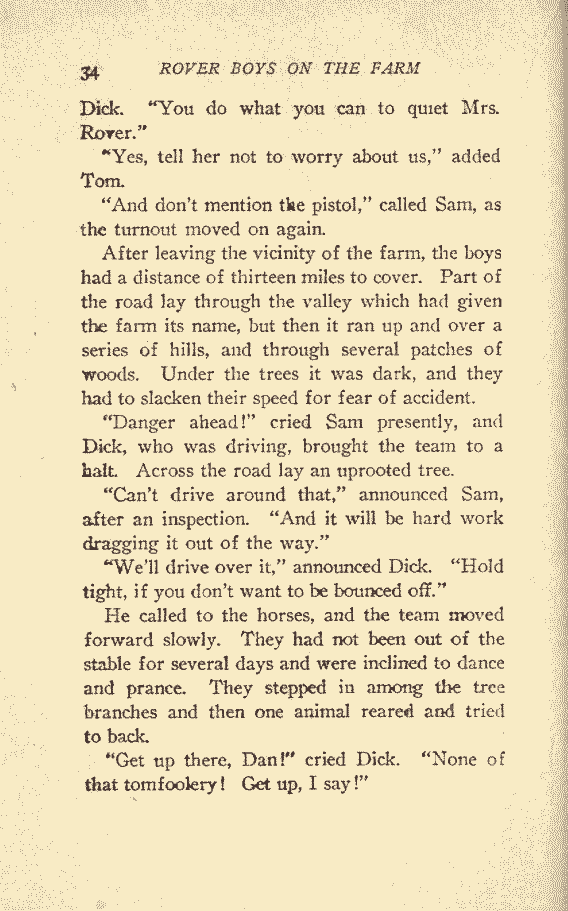 34 ROVER BOYS ON THE FARM
Dick. “You do what you can to quiet Mrs.
Rover.”
“Yes, tell her not to worry about us,” added
Tom.
“And don’t mention the pistol,” called Sam, as
the turnout moved on again.
After leaving the vicinity of the farm, the boys
had a distance of thirteen miles to cover. Part of
the road lay through the valley which had given
the farm its name, but then it ran up and over a
series of hills, and through several patches of
woods. Under the trees it was dark, and they
had to slacken their speed for fear of accident.
“Danger ahead!” cried Sam presently, and
Dick, who was driving, brought the team to a
halt. Across the road lay an uprooted tree.
“Can’t drive around that,” announced Sam,
after an inspection. “And it will be hard work
dragging it out of the way.”
“We’ll drive over it,” announced Dick. “Hold
tight, if you don’t want to be bounced off.”
He called to the horses, and the team moved
forward slowly. They had not been out of the
stable for several days and were inclined to dance
and prance. They stepped in among the tree
branches and then one animal reared and tried
to back.
“Get up there, Dan!” cried Dick. “None of
that tomfoolery! Get up, I say!”